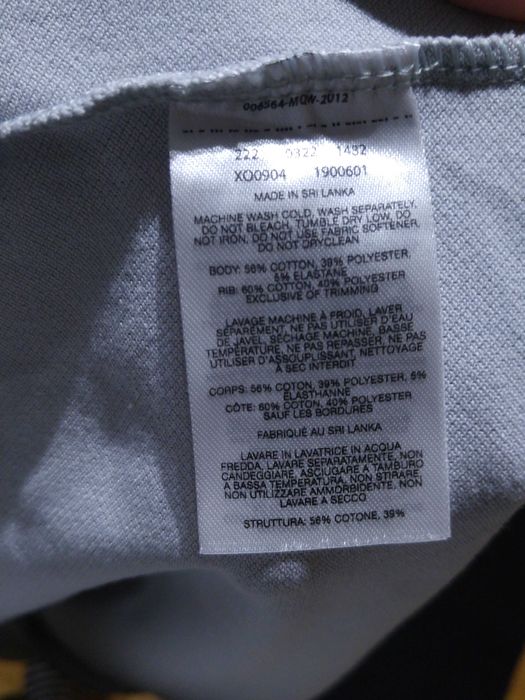 006564-MQW-2012
222 0322 1432
XO0904 1900601
MADE IN SRI LANKA
MACHINE WASH COLD, WASH SEPARATELY,
DO NOT BLEACH, TUMBLE DRY LOW, DO
NOT IRON, DO NOT USE FABRIC SOFTENER,
DO NOT DRYCLEAN
BODY: 56% COTTON, 39% POLYESTER,
5% ELASTANE
RIB: 60% COTTON, 40% POLYESTER
EXCLUSIVE OF TRIMMING
LAVAGE MACHINE À FROID, LAVER
SÉPAREMENT, NE PAS UTILISER D'EAU
DE JAVEL, SÉCHAGE MACHINE, BASSE
TEMPÉRATURE, NE PAS REPASSER, NE PAS
UTILISER D'ASSOUPLISSANT, NETTOYAGE
À SEC INTERDIT
CORPS: 56% COTON, 39% POLYESTER, 5%
ÉLASTHANNE
CÔTE: 60% COTON, 40% POLYESTER
SAUF LES BORDURES
FABRIQUÉ AU SRI LANKA
LAVARE IN LAVATRICE IN ACQUA
FREDDA, LAVARE SEPARATAMENTE, NON
CANDEGGIARE, ASCIUGARE A TAMBURO
A BASSA TEMPERATURA, NON STIRARE,
NON UTILIZZARE AMMORBIDENTE, NON
LAVARE A SECCO
STRUTTURA: 56% COTONE, 39%